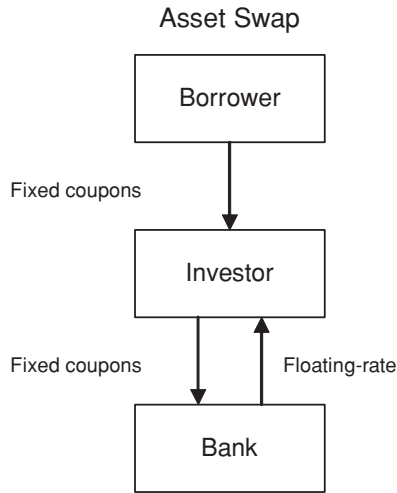 Asset Swap
Borrower
Fixed coupons
Investor
Fixed coupons
Floating-rate
Bank